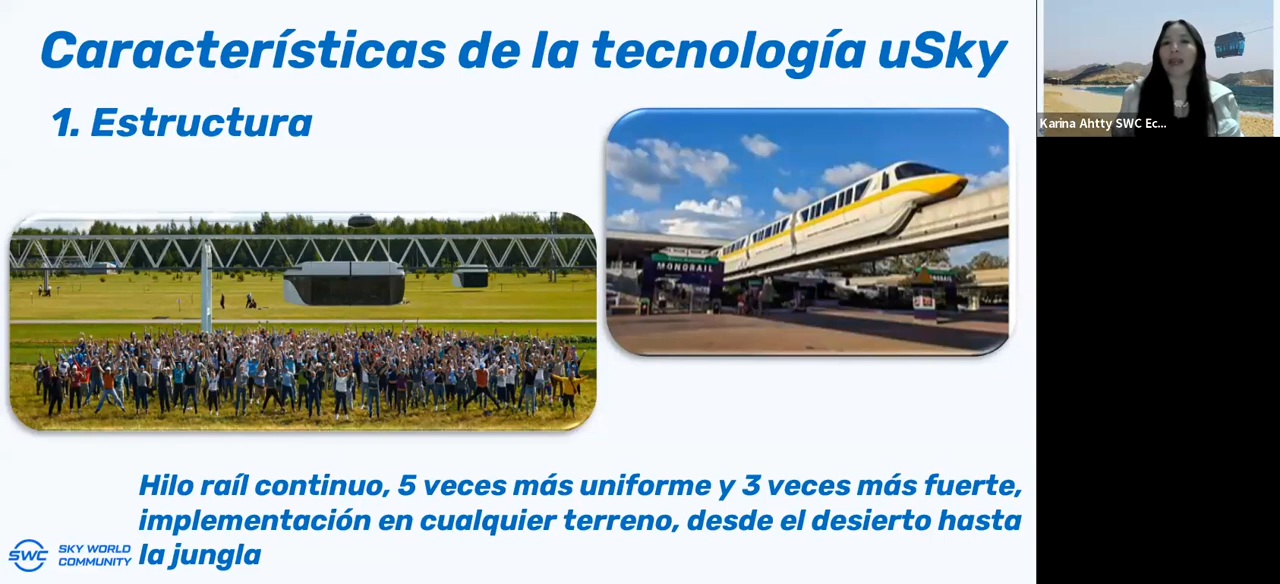 Características de la tecnología uSky
1. Estructura
MONORAIL
Hilo raíl continuo, 5 veces más uniforme y 3 veces más fuerte,
implementación en cualquier terreno, desde el desierto hasta
la jungla
SWC SKY WORLD
COMMUNITY
Karina Ahtty SWC Ec...